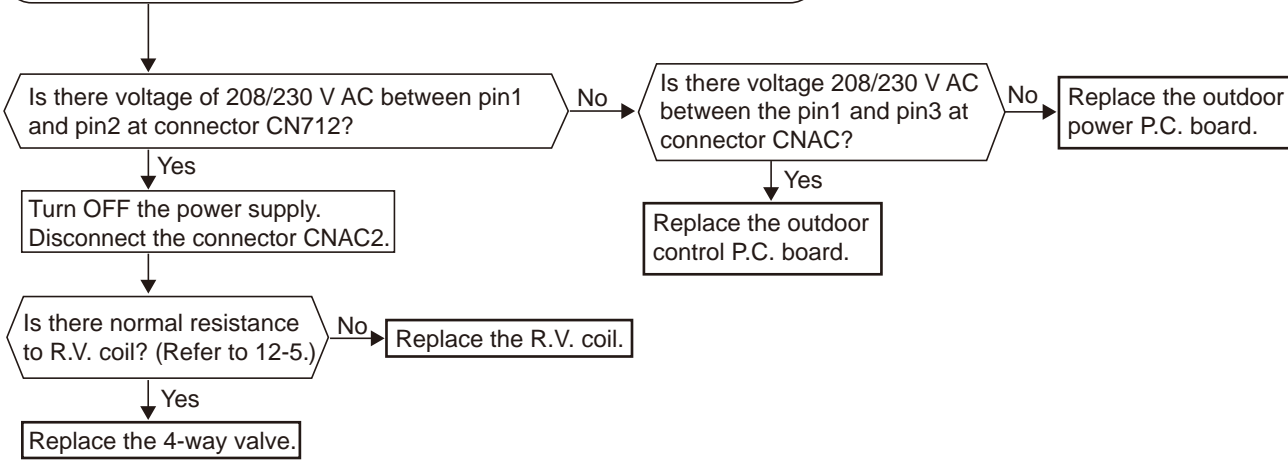 Is there voltage of 208/230 V AC between pin1
and pin2 at connector CN712?
No
Is there voltage 208/230 V AC
between the pin1 and pin3 at
connector CNAC?
No
Replace the outdoor
power P.C. board.
Yes
Yes
Turn OFF the power supply.
Disconnect the connector CNAC2.
Replace the outdoor
control P.C. board.
Is there normal resistance
to R.V. coil? (Refer to 12-5.)
No
Replace the R.V. coil.
Yes
Replace the 4-way valve.